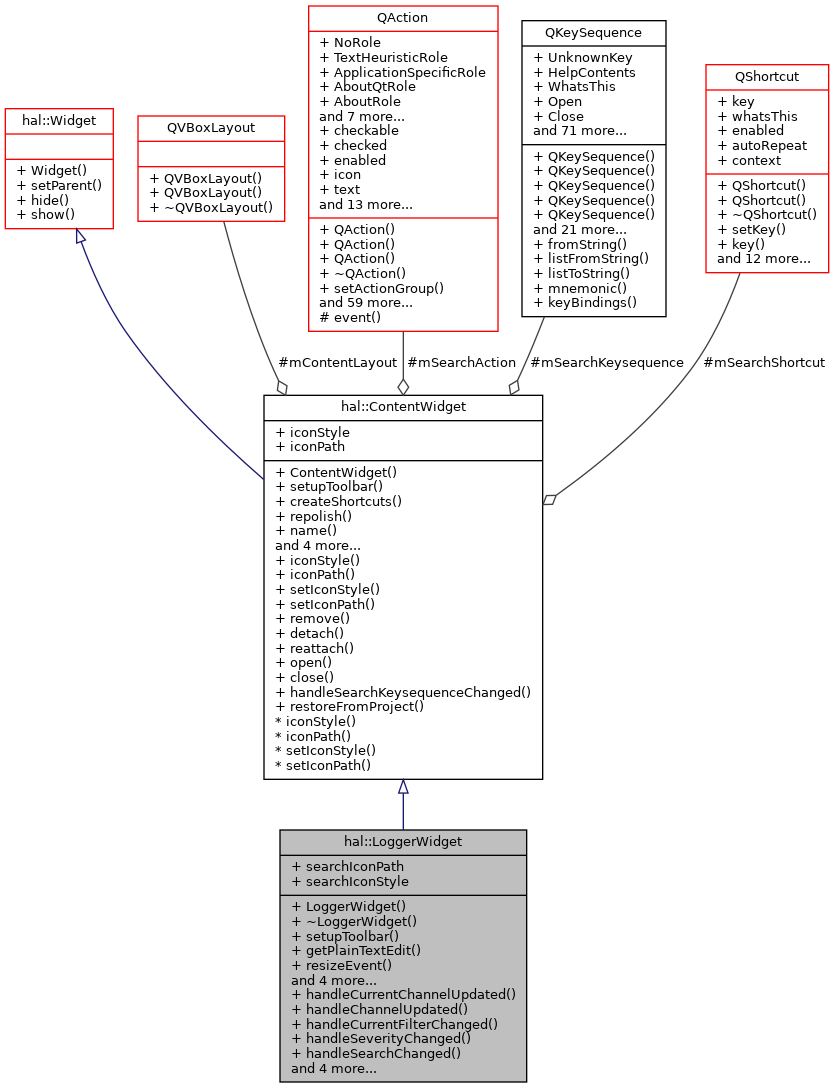 QAction
+ NoRole
+ TextHeuristicRole
+ ApplicationSpecificRole
+ AboutQtRole
+ AboutRole
and 7 more...
+ checkable
+ checked
+ enabled
+ icon
+ text
and 13 more...
+ QAction()
+ QAction()
+ QAction()
+ ~QAction()
+ setActionGroup()
and 59 more...
# event()
QKeySequence
+ UnknownKey
+ HelpContents
+ WhatsThis
+ Open
+ Close
and 71 more...
+ QKeySequence()
+ QKeySequence()
+ QKeySequence()
+ QKeySequence()
+ QKeySequence()
and 21 more...
+ fromString()
+ listFromString()
+ listToString()
+ mnemonic()
+ keyBindings()
QShortcut
+ key
+ whatsThis
+ enabled
+ autoRepeat
+ context
+ QShortcut()
+ QShortcut()
+ ~QShortcut()
+ setKey()
+ key()
and 12 more...
hal::Widget
+ Widget()
+ setParent()
+ hide()
+ show()
QVBoxLayout
+ QVBoxLayout()
+ QVBoxLayout()
+ ~QVBoxLayout()
#mContentLayout
#mSearchAction
#mSearchKeysequence
#mSearchShortcut
hal::ContentWidget
+ iconStyle
+ iconPath
+ ContentWidget()
+ setupToolbar()
+ createShortcuts()
+ repolish()
+ name()
and 4 more...
+ iconStyle()
+ iconPath()
+ setIconStyle()
+ setIconPath()
+ remove()
+ detach()
+ reattach()
+ open()
+ close()
+ handleSearchKeysequenceChanged()
+ restoreFromProject()
* iconStyle()
* iconPath()
* setIconStyle()
* setIconPath()
hal::LoggerWidget
+ searchIconPath
+ searchIconStyle
+ LoggerWidget()
+ ~LoggerWidget()
+ setupToolbar()
+ getPlainTextEdit()
+ resizeEvent()
and 4 more...
+ handleCurrentChannelUpdated()
+ handleChannelUpdated()
+ handleCurrentFilterChanged()
+ handleSeverityChanged()
+ handleSearchChanged()
and 4 more...